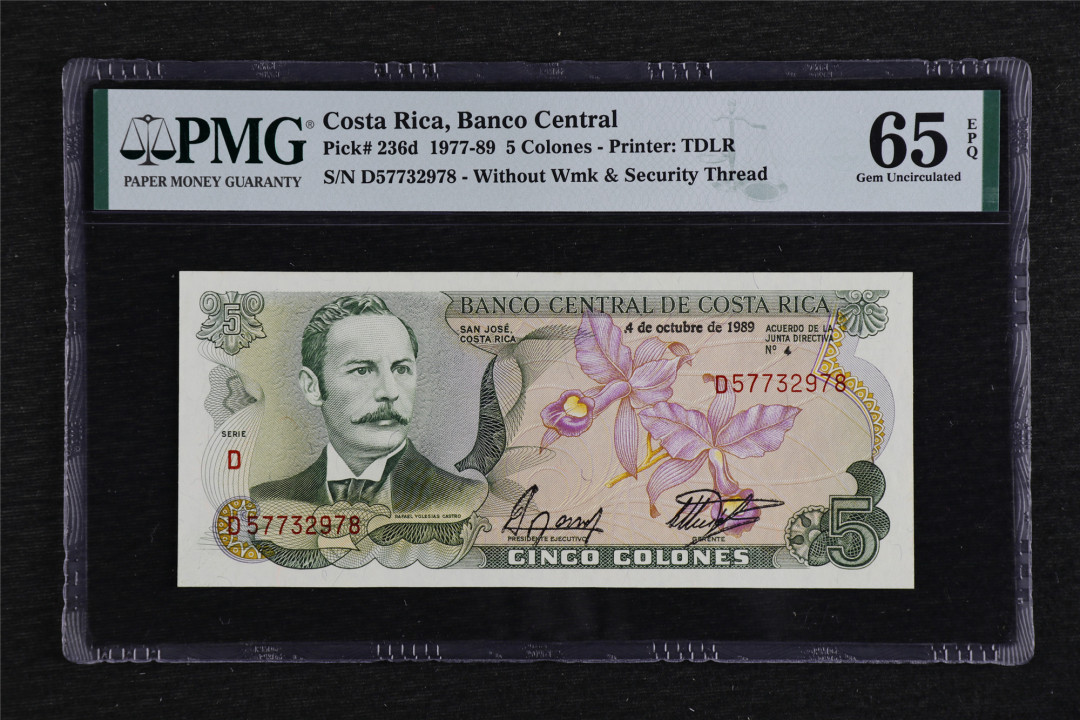 PMG®
PAPER MONEY GUARANTY
Costa Rica, Banco Central
Pick# 236d 1977-89 5 Colones - Printer: TDLR
S/N D57732978 - Without Wmk & Security Thread
65
EPQ
Gem Uncirculated
5
BANCO CENTRAL DE COSTA RICA
SAN JOSÉ,
COSTA RICA
4 de octubre de 1989
ACUERDO DE LA
JUNTA DIRECTIVA
Nº 4
D57732978
SERIE
D
D57732978
RAFAEL YGLESIAS CASTRO
PRESIDENTE EJECUTIVO
GERENTE
CINCO COLONES
5